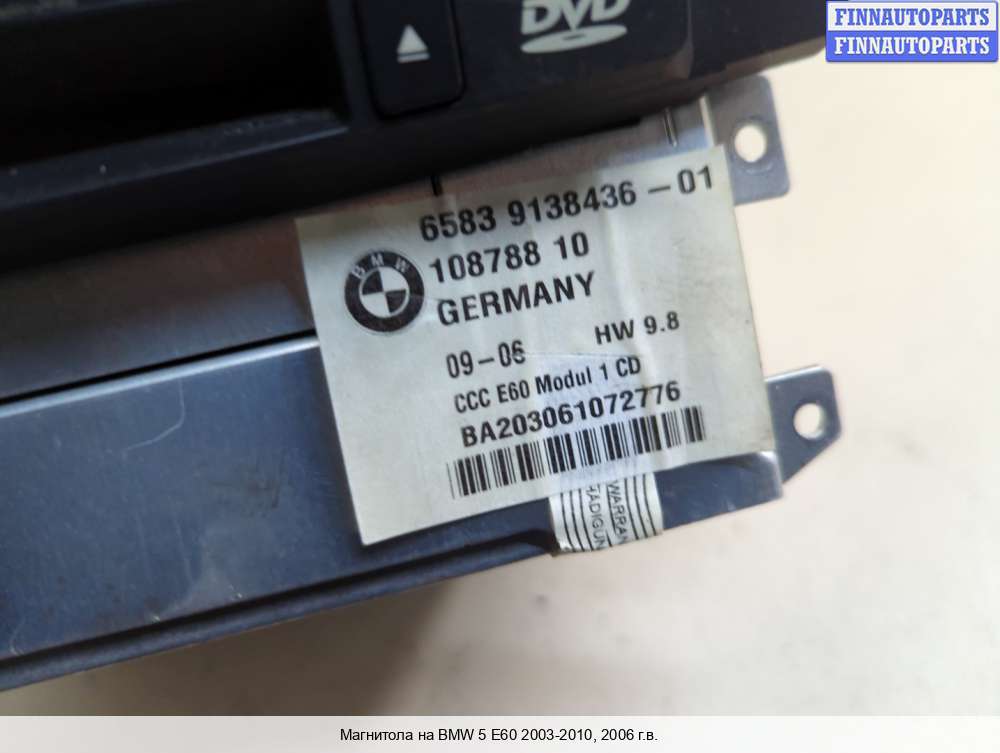 FINNAUTOPARTS
FINNAUTOPARTS
DVD
6583 9138436-01
108788 10
BMW
GERMANY
09-06 HW 9.8
CCC E60 Modul 1 CD
BA203061072776
WARRAN
RADIGUN
Магнитола на BMW 5 E60 2003-2010, 2006 г.в.